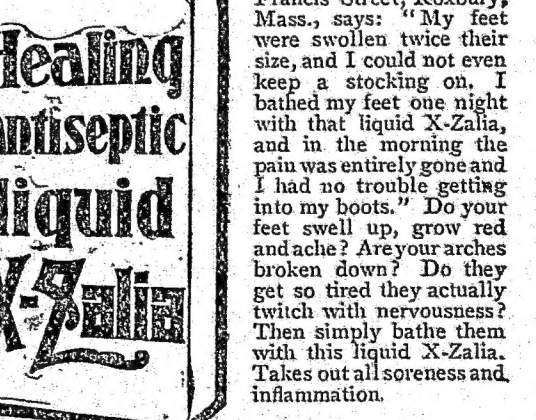 Healing
antiseptic
liquid
X-Zalia
Francis Street, Roxbury,
Mass., says: "My feet
were swollen twice their
size, and I could not even
keep a stocking on. I
bathed my feet one night
with that liquid X-Zalia,
and in the morning the
pain was entirely gone and
I had no trouble getting
into my boots." Do your
feet swell up, grow red
and ache? Are your arches
broken down? Do they
get so tired they actually
twitch with nervousness?
Then simply bathe them
with this liquid X-Zalia.
Takes out all soreness and
inflammation.